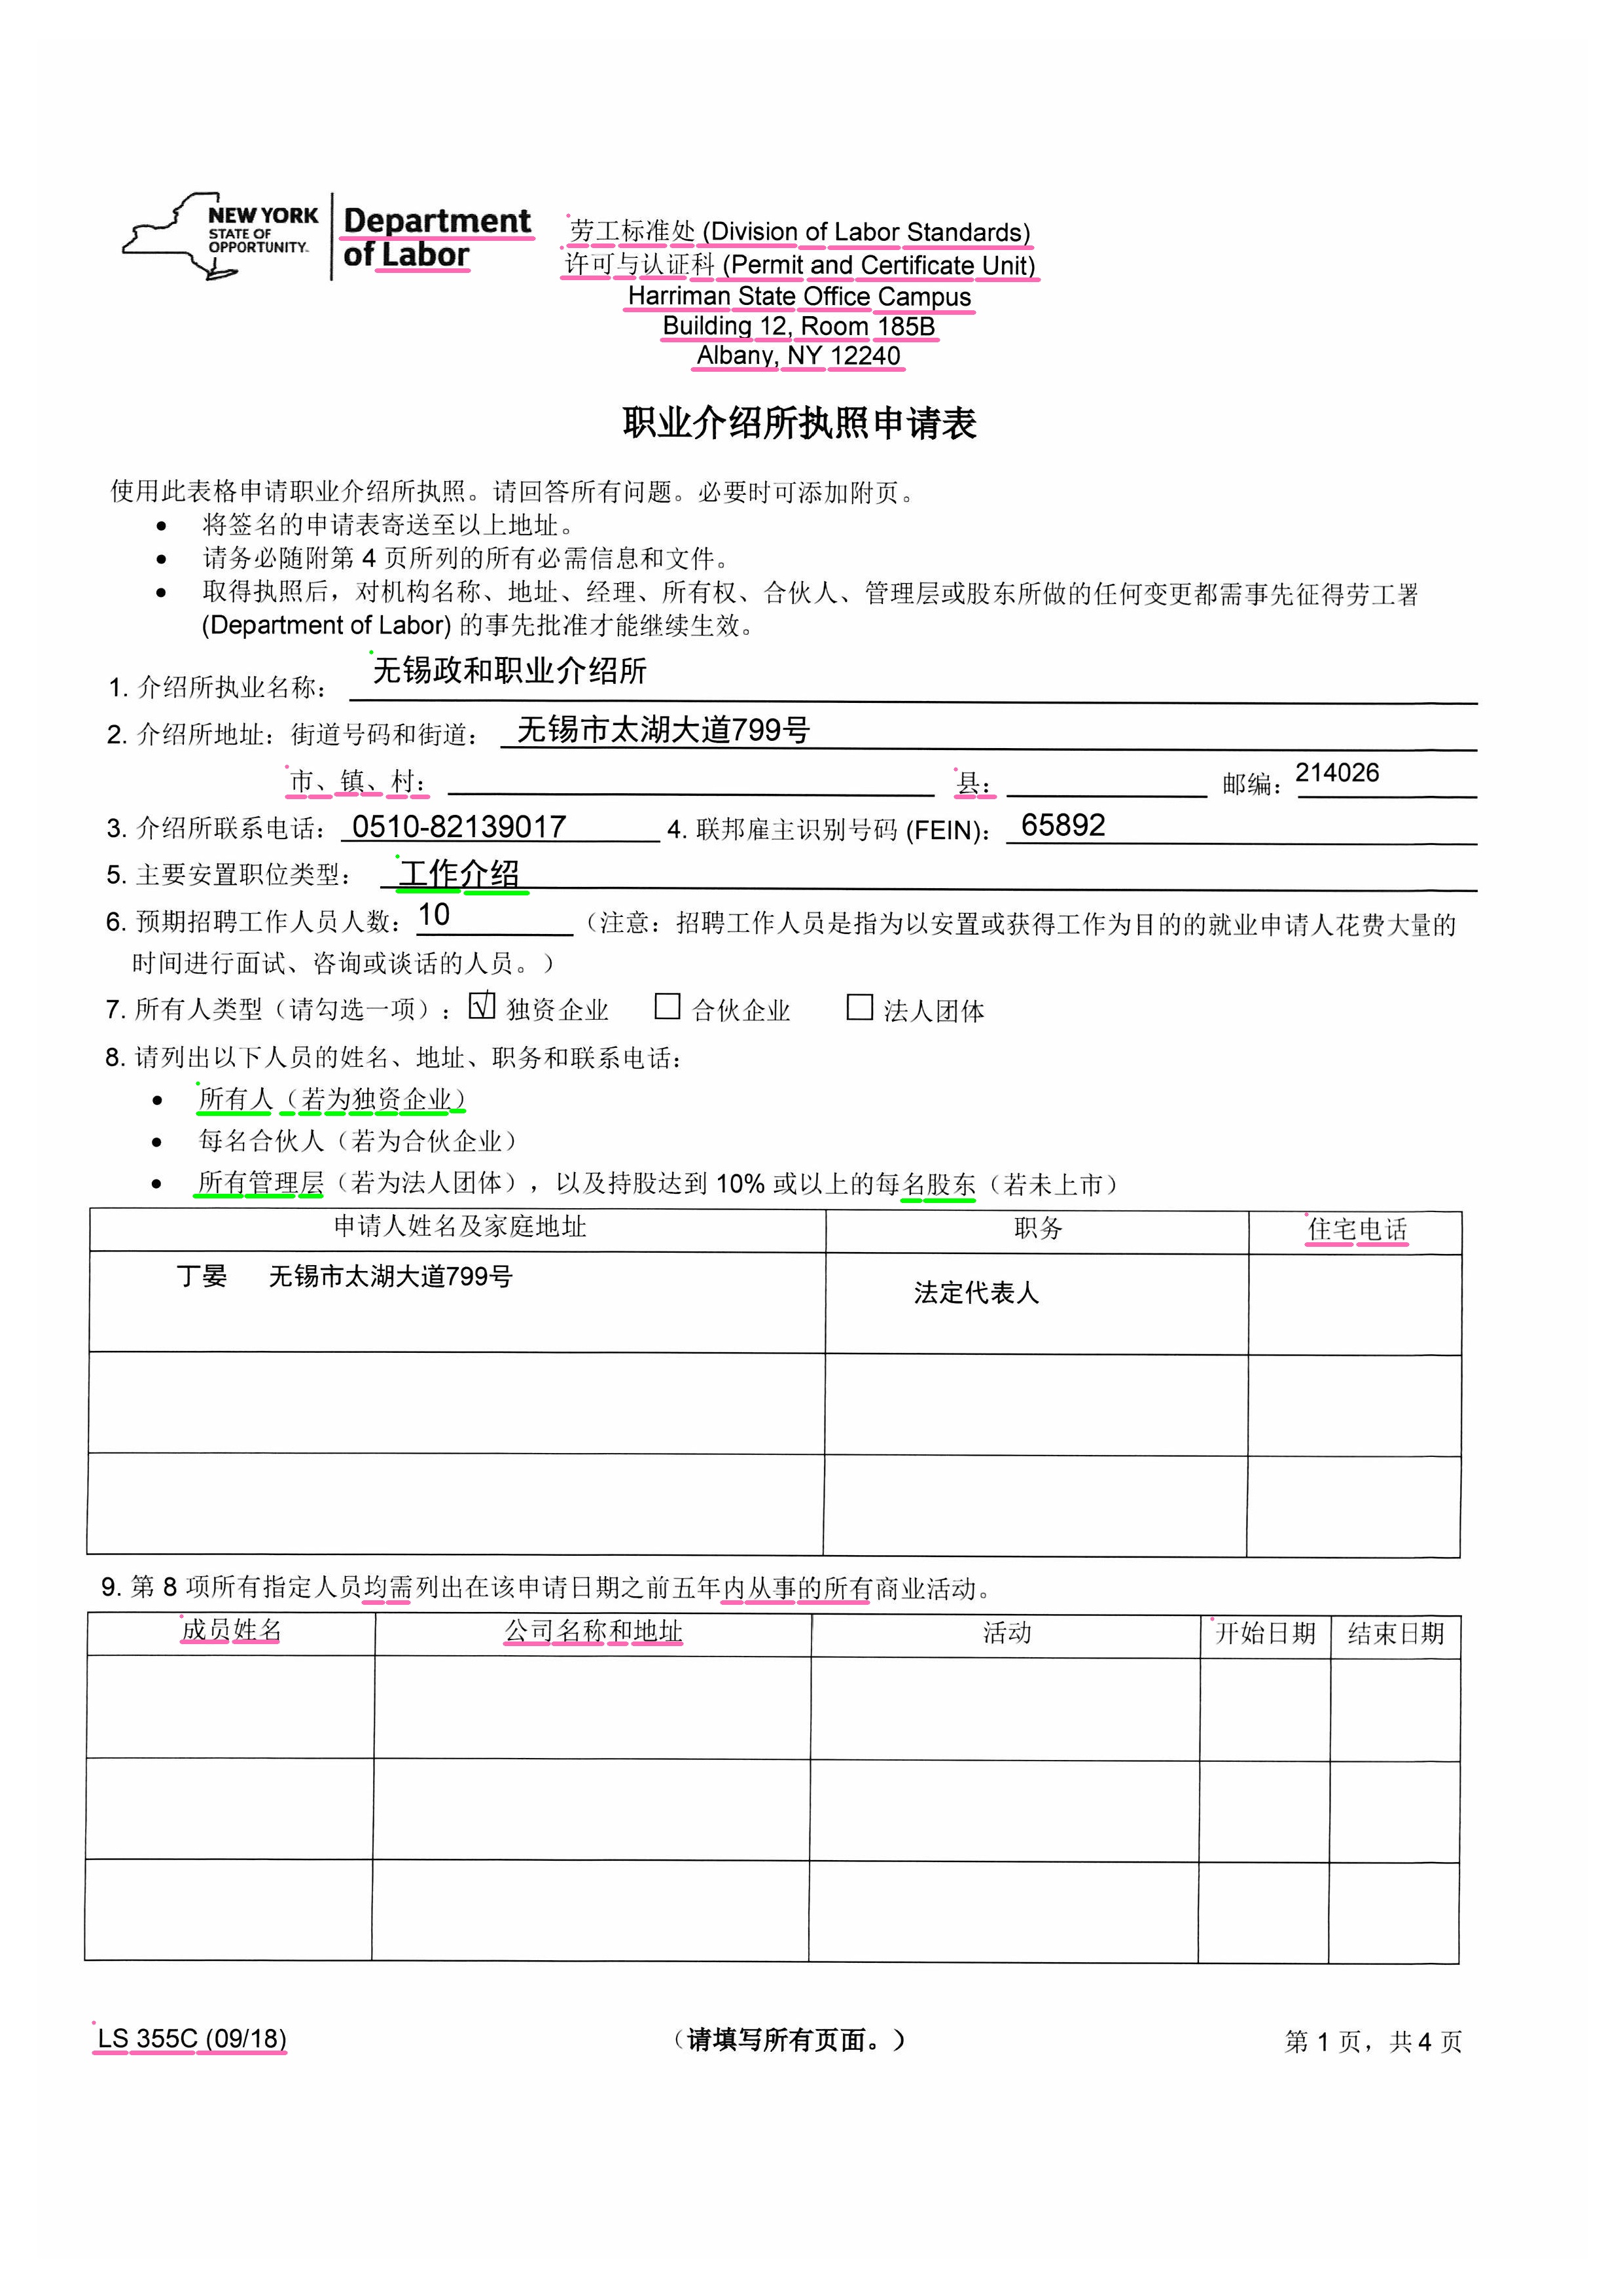 NEW YORK
STATE OF
OPPORTUNITY.
Department
of Labor
劳工标准处 (Division of Labor Standards)
许可与认证科 (Permit and Certificate Unit)
Harriman State Office Campus
Building 12, Room 185B
Albany, NY 12240
职业介绍所执照申请表
使用此表格申请职业介绍所执照。请回答所有问题。必要时可添加附页。
• 将签名的申请表寄送至以上地址。
• 请务必随附第 4 页所列的所有必需信息和文件。
• 取得执照后，对机构名称、地址、经理、所有权、合伙人、管理层或股东所做的任何变更都需事先征得劳工署
(Department of Labor) 的事先批准才能继续生效。
1. 介绍所执业名称： 无锡政和职业介绍所
2. 介绍所地址：街道号码和街道： 无锡市太湖大道799号
市、镇、村： 县： 邮编：214026
3. 介绍所联系电话： 0510-82139017 4. 联邦雇主识别号码 (FEIN)： 65892
5. 主要安置职位类型： 工作介绍
6. 预期招聘工作人员人数：10 （注意：招聘工作人员是指为以安置或获得工作为目的的就业申请人花费大量的
时间进行面试、咨询或谈话的人员。）
7. 所有人类型（请勾选一项）：☑ 独资企业 ☐ 合伙企业 ☐ 法人团体
8. 请列出以下人员的姓名、地址、职务和联系电话：
• 所有人（若为独资企业）
• 每名合伙人（若为合伙企业）
• 所有管理层（若为法人团体），以及持股达到 10% 或以上的每名股东（若未上市）
申请人姓名及家庭地址 职务 住宅电话
丁晏 无锡市太湖大道799号 法定代表人
9. 第 8 项所有指定人员均需列出在该申请日期之前五年内从事的所有商业活动。
成员姓名 公司名称和地址 活动 开始日期 结束日期
LS 355C (09/18) （请填写所有页面。） 第 1 页，共 4 页